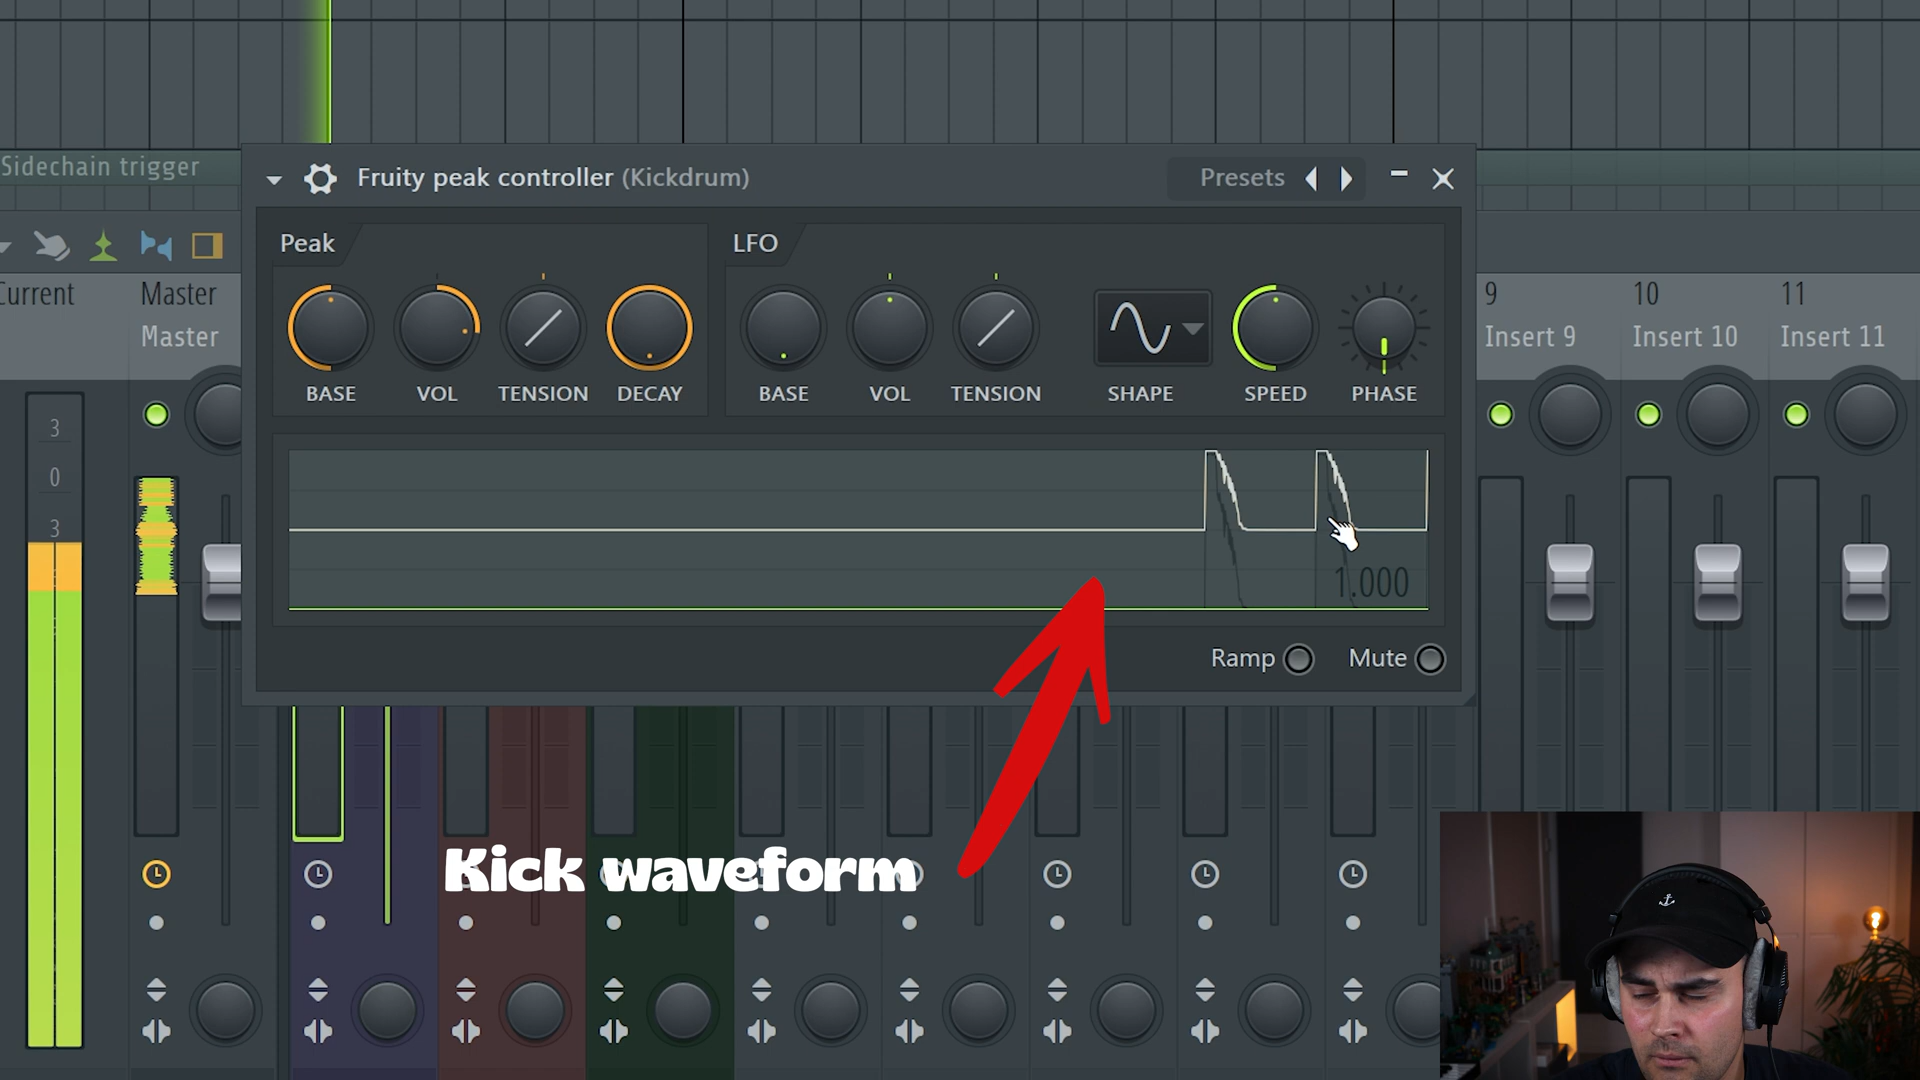 Sidechain trigger
Fruity peak controller (Kickdrum)
Presets
Peak
LFO
BASE
VOL
TENSION
DECAY
BASE
VOL
TENSION
SHAPE
SPEED
PHASE
Current
Master
Master
9
Insert 9
10
Insert 10
11
Insert 11
3
0
3
1.000
Ramp
Mute
Kick waveform